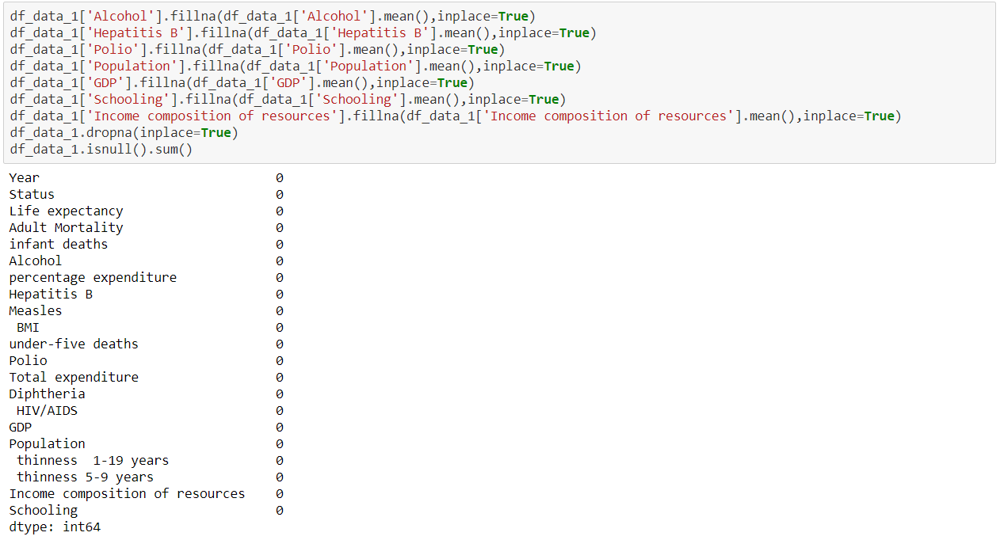 df_data_1['Alcohol'].fillna(df_data_1['Alcohol'].mean(),inplace=True)
df_data_1['Hepatitis B'].fillna(df_data_1['Hepatitis B'].mean(),inplace=True)
df_data_1['Polio'].fillna(df_data_1['Polio'].mean(),inplace=True)
df_data_1['Population'].fillna(df_data_1['Population'].mean(),inplace=True)
df_data_1['GDP'].fillna(df_data_1['GDP'].mean(),inplace=True)
df_data_1['Schooling'].fillna(df_data_1['Schooling'].mean(),inplace=True)
df_data_1['Income composition of resources'].fillna(df_data_1['Income composition of resources'].mean(),inplace=True)
df_data_1.dropna(inplace=True)
df_data_1.isnull().sum()
Year 0
Status 0
Life expectancy 0
Adult Mortality 0
infant deaths 0
Alcohol 0
percentage expenditure 0
Hepatitis B 0
Measles 0
BMI 0
under-five deaths 0
Polio 0
Total expenditure 0
Diphtheria 0
HIV/AIDS 0
GDP 0
Population 0
thinness  1-19 years 0
thinness 5-9 years 0
Income composition of resources 0
Schooling 0
dtype: int64